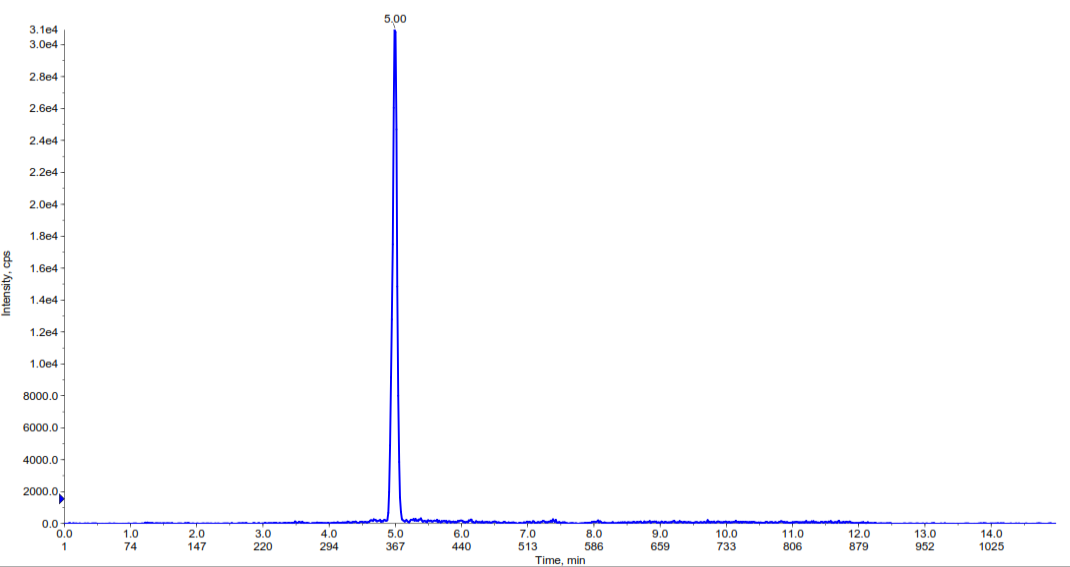 5.00
3.1e4
3.0e4
2.8e4
2.6e4
2.4e4
2.2e4
2.0e4
1.8e4
1.6e4
1.4e4
1.2e4
1.0e4
8000.0
6000.0
4000.0
2000.0
0.0
Intensity, cps
0.0 1.0 2.0 3.0 4.0 5.0 6.0 7.0 8.0 9.0 10.0 11.0 12.0 13.0 14.0
1 74 147 220 294 367 440 513 586 659 733 806 879 952 1025
Time, min